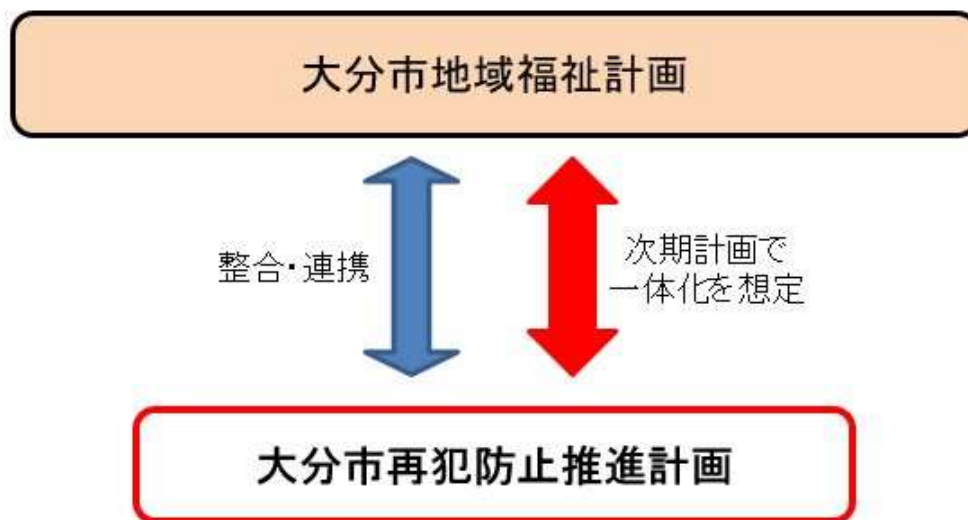 大分市地域福祉計画
整合・連携
次期計画で
一体化を想定
大分市再犯防止推進計画